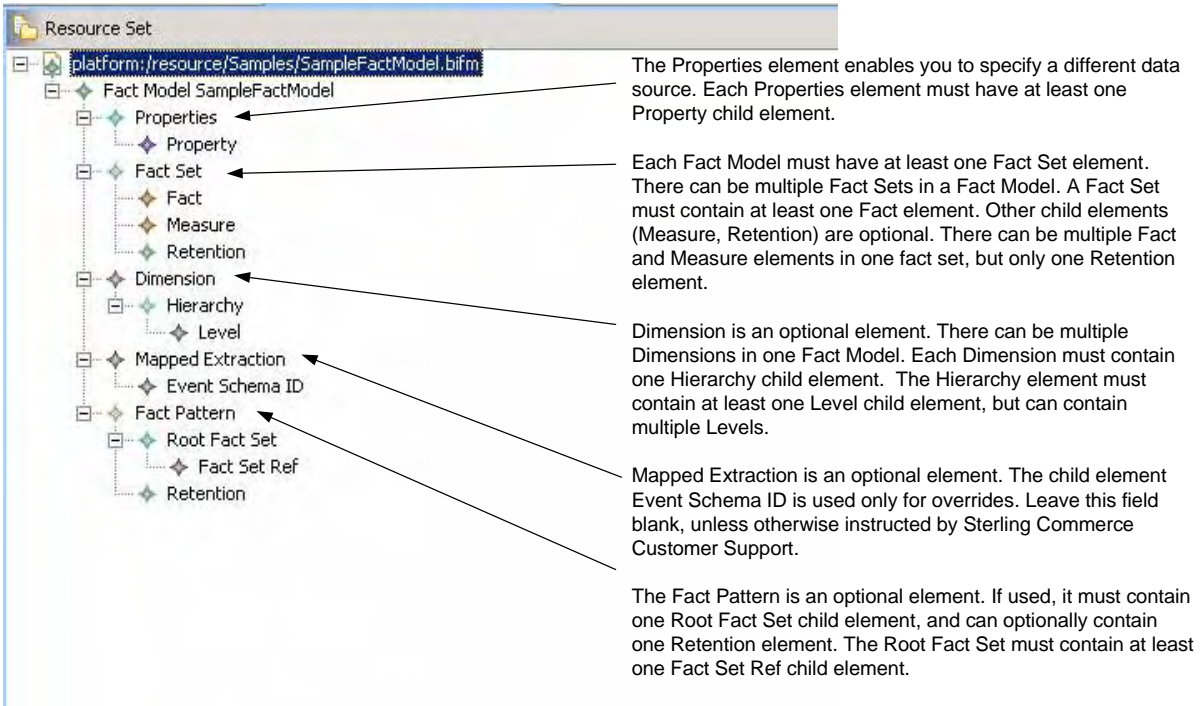 Resource Set
platform:/resource/Samples/SampleFactModel.bifm
Fact Model SampleFactModel
Properties
Property
Fact Set
Fact
Measure
Retention
Dimension
Hierarchy
Level
Mapped Extraction
Event Schema ID
Fact Pattern
Root Fact Set
Fact Set Ref
Retention
The Properties element enables you to specify a different data
source. Each Properties element must have at least one
Property child element.
Each Fact Model must have at least one Fact Set element.
There can be multiple Fact Sets in a Fact Model. A Fact Set
must contain at least one Fact element. Other child elements
(Measure, Retention) are optional. There can be multiple Fact
and Measure elements in one fact set, but only one Retention
element.
Dimension is an optional element. There can be multiple
Dimensions in one Fact Model. Each Dimension must contain
one Hierarchy child element. The Hierarchy element must
contain at least one Level child element, but can contain
multiple Levels.
Mapped Extraction is an optional element. The child element
Event Schema ID is used only for overrides. Leave this field
blank, unless otherwise instructed by Sterling Commerce
Customer Support.
The Fact Pattern is an optional element. If used, it must contain
one Root Fact Set child element, and can optionally contain
one Retention element. The Root Fact Set must contain at least
one Fact Set Ref child element.